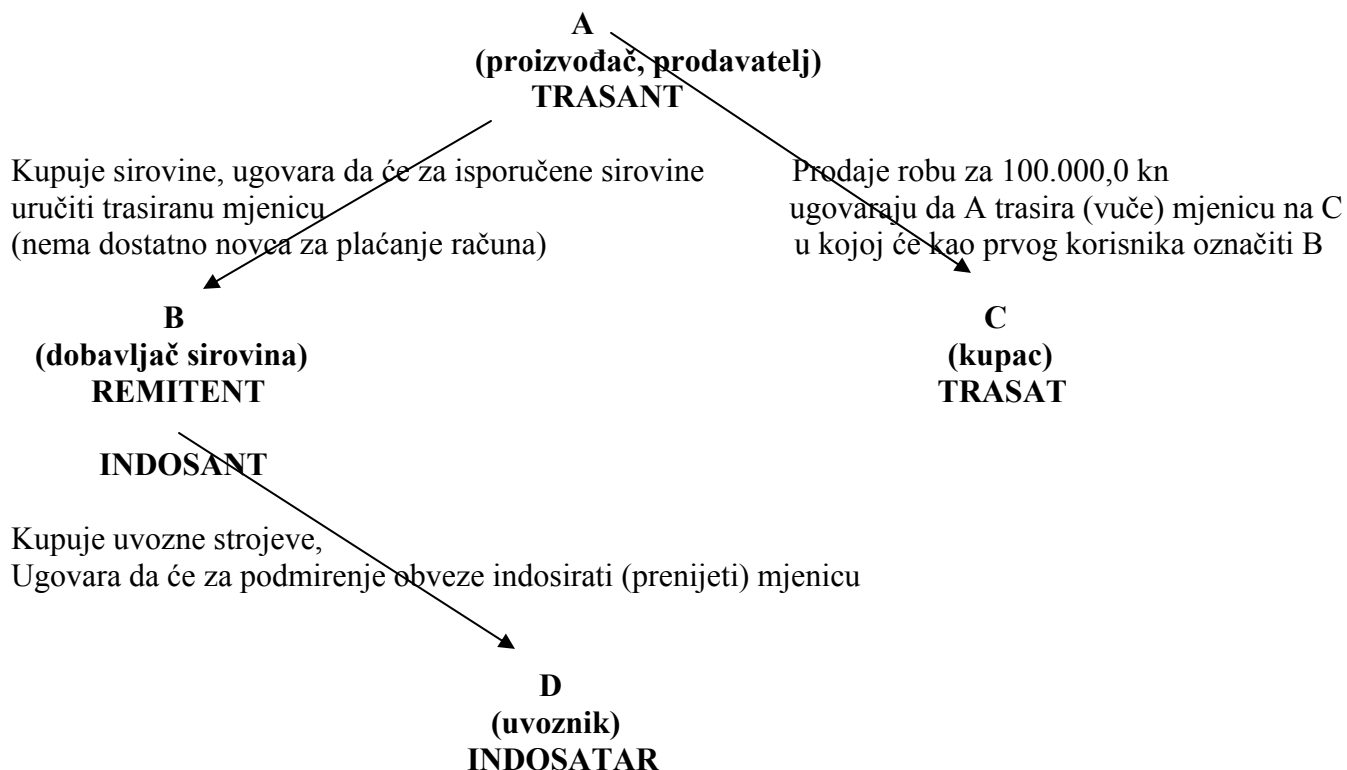 A
(proizvođač, prodavatelj)
TRASANT
Kupuje sirovine, ugovara da će za isporučene sirovine
uručiti trasiranu mjenicu
(nema dostatno novca za plaćanje računa)
Prodaje robu za 100.000,0 kn
ugovaraju da A trasira (vuče) mjenicu na C
u kojoj će kao prvog korisnika označiti B
B
(dobavljač sirovina)
REMITENT
C
(kupac)
TRASAT
INDOSANT
Kupuje uvozne strojeve,
Ugovara da će za podmirenje obveze indosirati (prenijeti) mjenicu
D
(uvoznik)
INDOSATAR